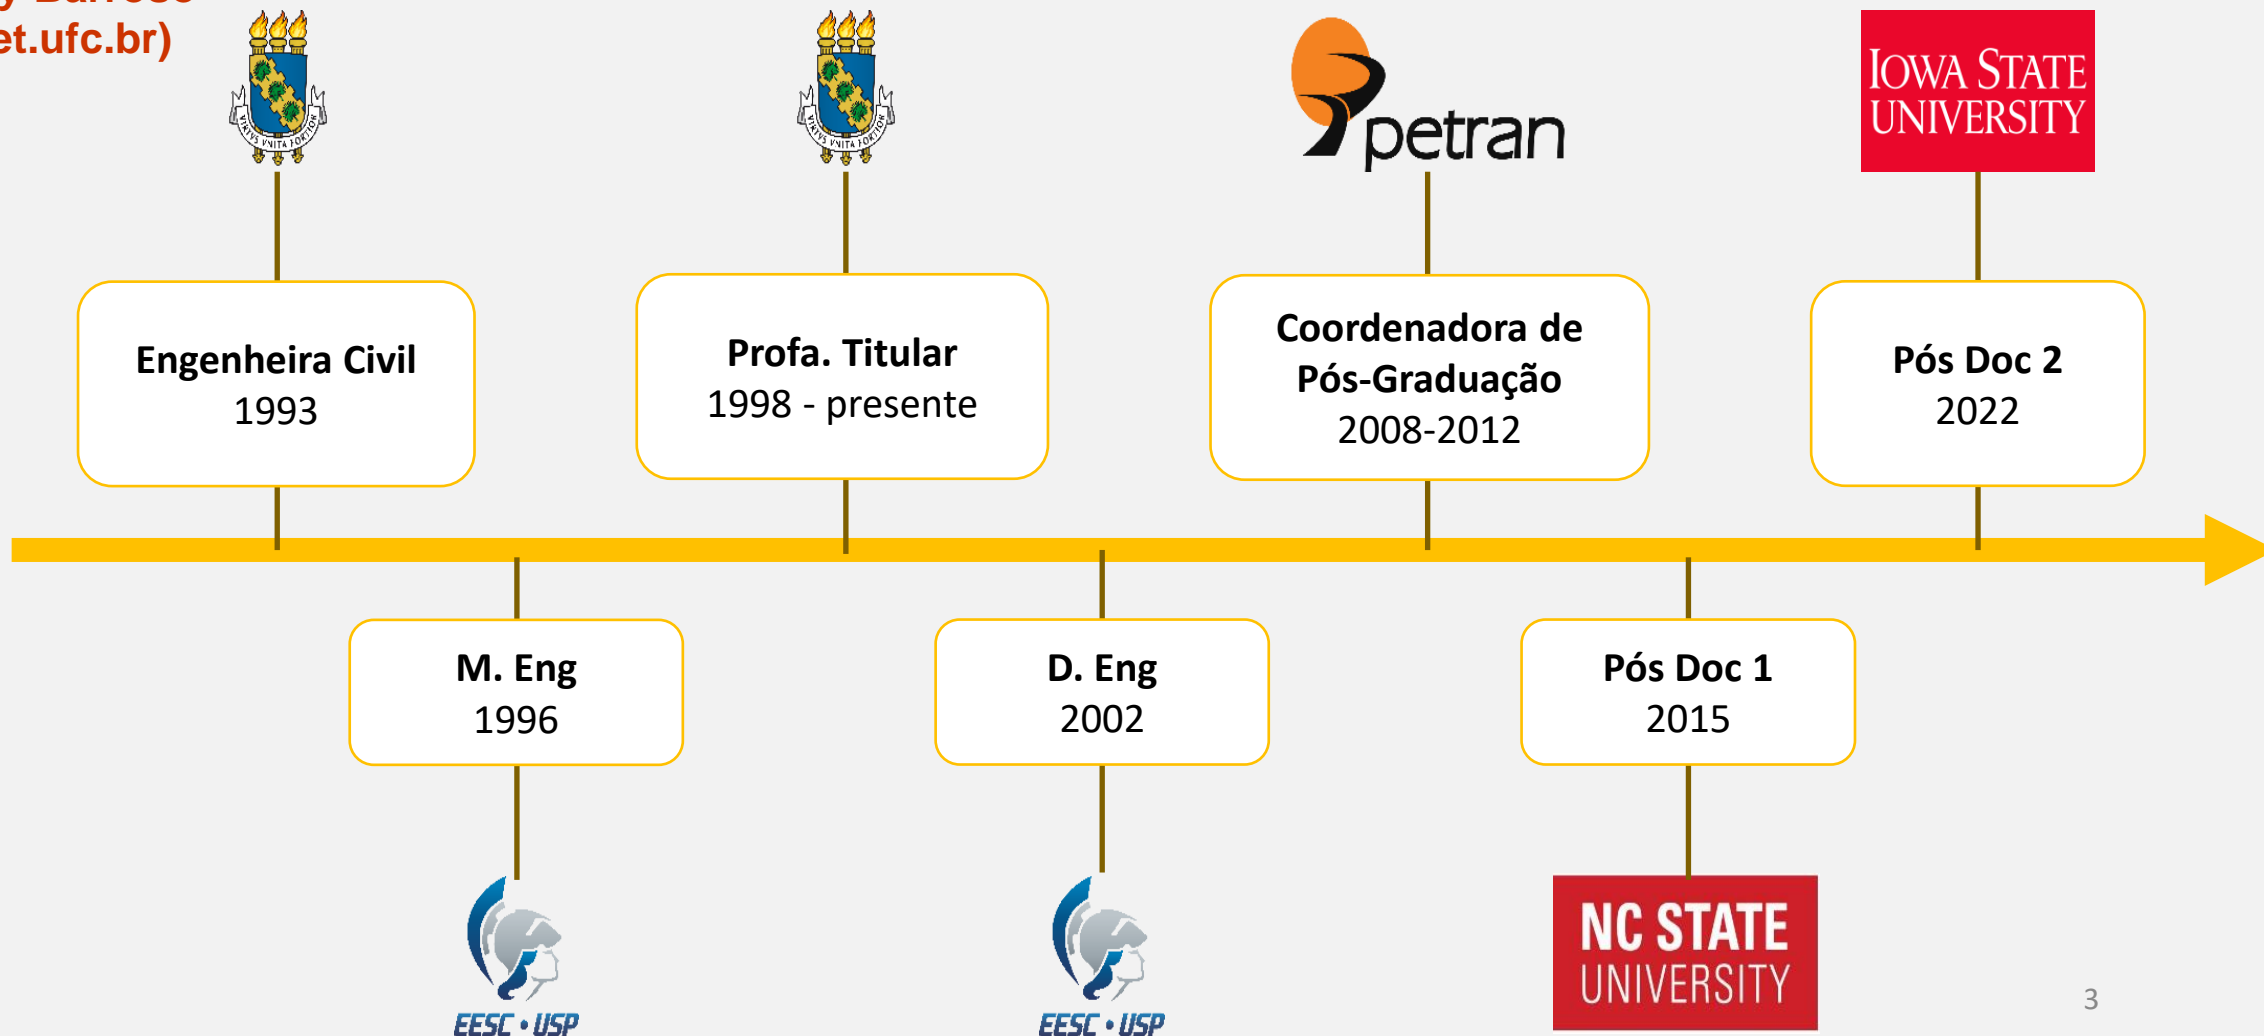 Barroso
et.ufc.br)
VIRTVS VNITA FORTIOR
VIRTVS VNITA FORTIOR
petran
IOWA STATE
UNIVERSITY
Engenheira Civil
1993
Profa. Titular
1998 - presente
Coordenadora de
Pós-Graduação
2008-2012
Pós Doc 2
2022
M. Eng
1996
D. Eng
2002
Pós Doc 1
2015
EESC • USP
EESC • USP
NC STATE
UNIVERSITY
3